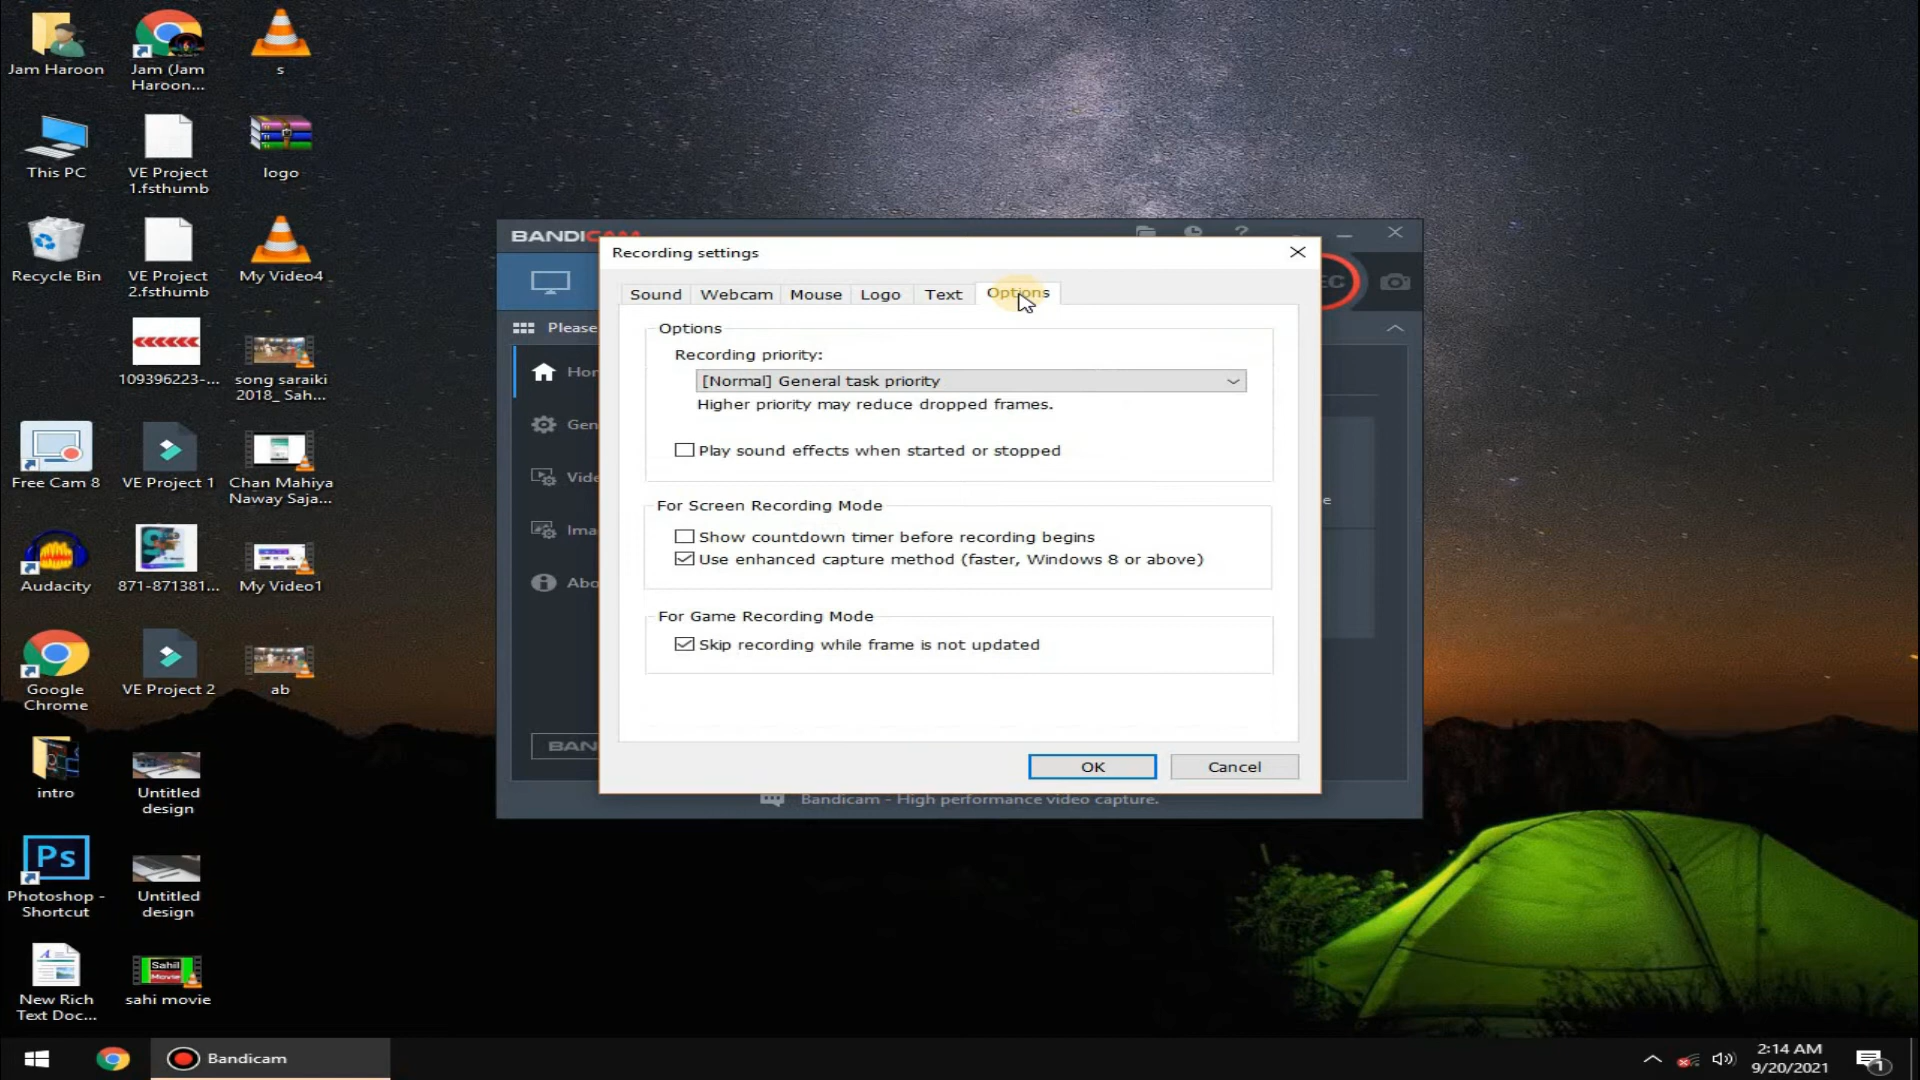 Jam Haroon
Jam (Jam
Haroon...
s
This PC
VE Project
1.fsthumb
logo
Recycle Bin
VE Project
2.fsthumb
My Video4
109396223-...
song saraiki
2018_ Sah...
Free Cam 8
VE Project 1
Chan Mahiya
Naway Saja...
Audacity
871-871381...
My Video1
Google
Chrome
VE Project 2
ab
intro
Untitled
design
Ps
Photoshop -
Shortcut
Untitled
design
New Rich
Text Doc...
Sahil
Movie
sahi movie
BANDICAM
Recording settings
Sound
Webcam
Mouse
Logo
Text
Options
Please
Hon
Gen
Vide
Ima
Abo
BAN
EC
e
Options
Recording priority:
[Normal] General task priority
Higher priority may reduce dropped frames.
Play sound effects when started or stopped
For Screen Recording Mode
Show countdown timer before recording begins
Use enhanced capture method (faster, Windows 8 or above)
For Game Recording Mode
Skip recording while frame is not updated
OK
Cancel
Bandicam - High performance video capture.
Bandicam
2:14 AM
9/20/2021
1